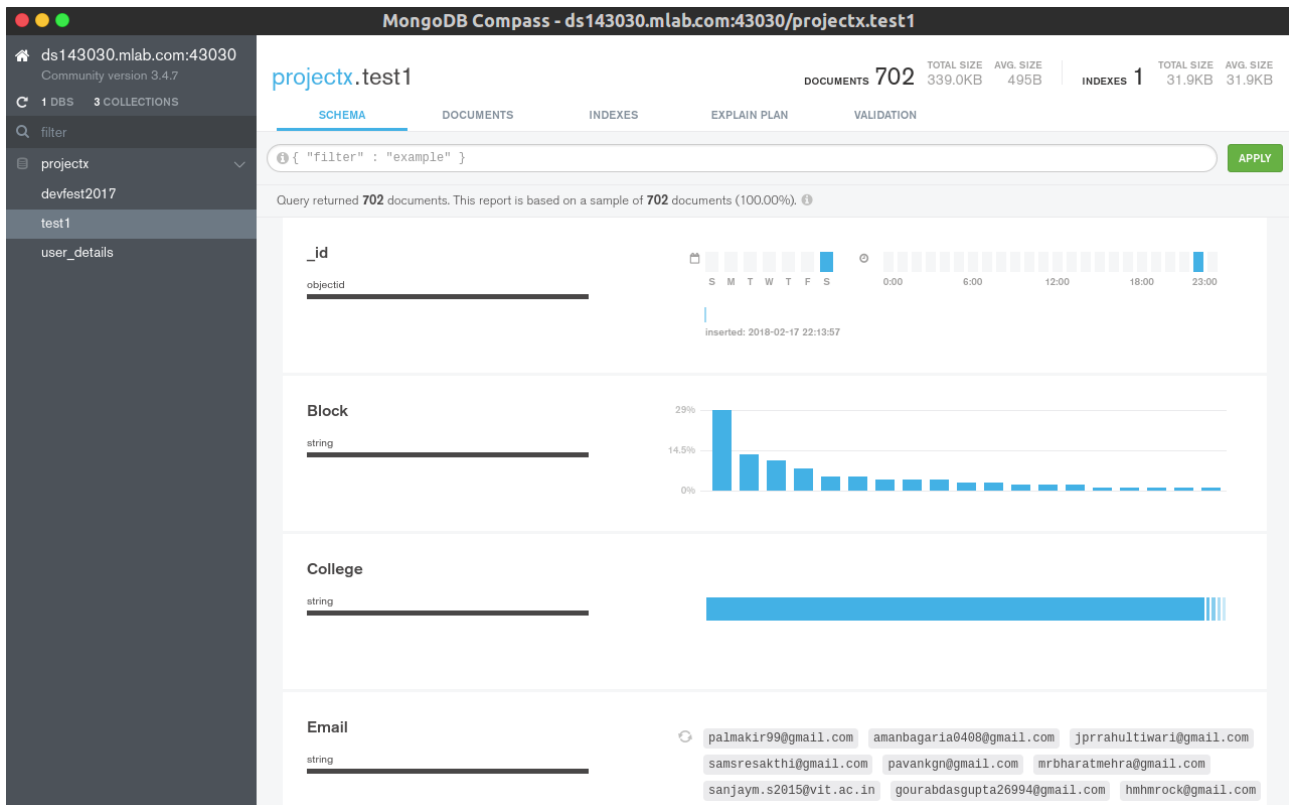 MongoDB Compass - ds143030.mlab.com:43030/projectx.test1
ds143030.mlab.com:43030
Community version 3.4.7
1 DBS 3 COLLECTIONS
filter
projectx
devfest2017
test1
user_details
projectx.test1
DOCUMENTS 702 TOTAL SIZE 339.0KB AVG. SIZE 495B INDEXES 1 TOTAL SIZE 31.9KB AVG. SIZE 31.9KB
SCHEMA DOCUMENTS INDEXES EXPLAIN PLAN VALIDATION
{ "filter" : "example" } APPLY
Query returned 702 documents. This report is based on a sample of 702 documents (100.00%).
_id
objectid
S M T W T F S 0:00 6:00 12:00 18:00 23:00
inserted: 2018-02-17 22:13:57
Block
string
29%
14.5%
0%
College
string
Email
string
palmakir99@gmail.com amanbagaria0408@gmail.com jprrahultiwari@gmail.com
samsresakthi@gmail.com pavankgn@gmail.com mrbharatmehra@gmail.com
sanjaym.s2015@vit.ac.in gourabdasgupta26994@gmail.com hmhmrock@gmail.com